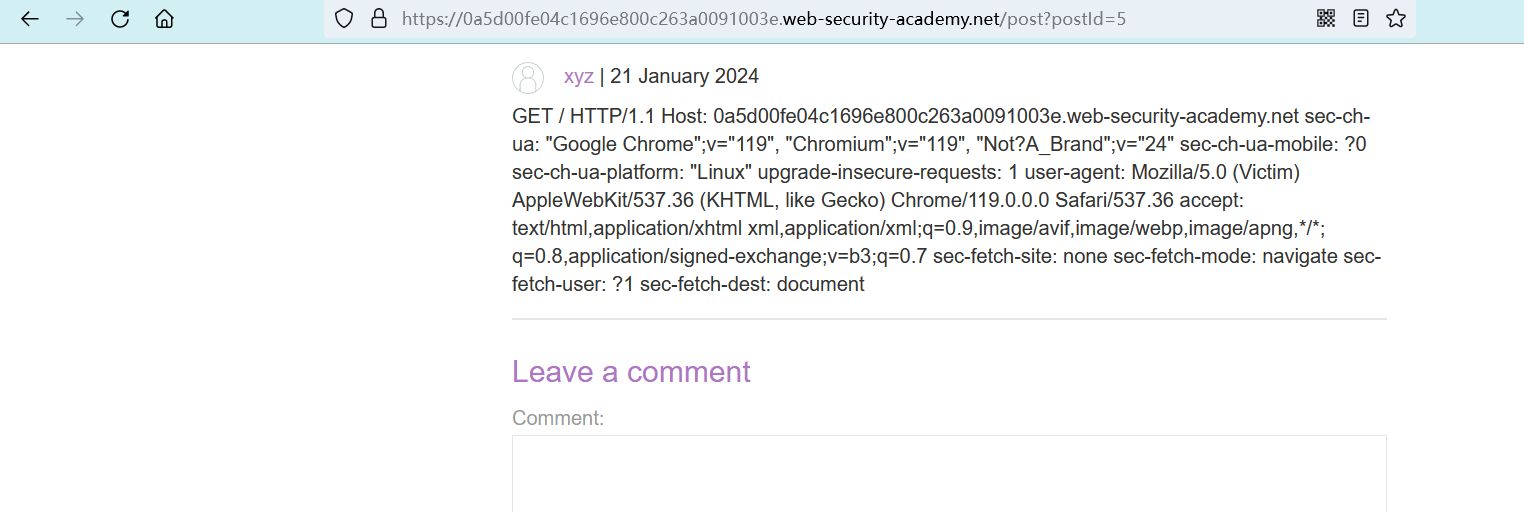 https://0a5d00fe04c1696e800c263a0091003e.web-security-academy.net/post?postId=5
xyz | 21 January 2024
GET / HTTP/1.1 Host: 0a5d00fe04c1696e800c263a0091003e.web-security-academy.net sec-ch-
ua: "Google Chrome";v="119", "Chromium";v="119", "Not?A_Brand";v="24" sec-ch-ua-mobile: ?0
sec-ch-ua-platform: "Linux" upgrade-insecure-requests: 1 user-agent: Mozilla/5.0 (Victim)
AppleWebKit/537.36 (KHTML, like Gecko) Chrome/119.0.0.0 Safari/537.36 accept:
text/html,application/xhtml xml,application/xml;q=0.9,image/avif,image/webp,image/apng,*/*;
q=0.8,application/signed-exchange;v=b3;q=0.7 sec-fetch-site: none sec-fetch-mode: navigate sec-
fetch-user: ?1 sec-fetch-dest: document
Leave a comment
Comment: